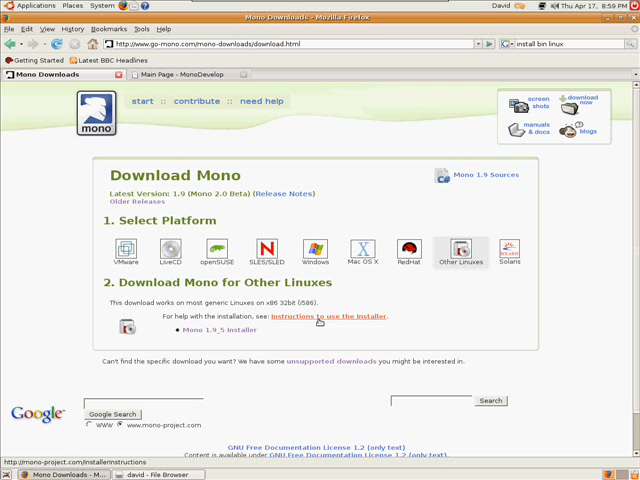 Applications Places System David Thu Apr 17, 8:59 PM
Mono Downloads - Mozilla Firefox
File Edit View History Bookmarks Tools Help
http://www.go-mono.com/mono-downloads/download.html install bin linux
Getting Started Latest BBC Headlines
Mono Downloads Main Page - MonoDevelop
mono
start :: contribute :: need help
screen shots
download now
manuals & docs
blogs
Download Mono
C# Mono 1.9 Sources
Latest Version: 1.9 (Mono 2.0 Beta) (Release Notes)
Older Releases
1. Select Platform
VMware LiveCD openSUSE SLES/SLED Windows Mac OS X RedHat Other Linuxes Solaris
2. Download Mono for Other Linuxes
This download works on most generic Linuxes on x86 32bit (i586).
For help with the installation, see: Instructions to use the Installer.
• Mono 1.9_5 Installer
Can't find the specific download you want? We have some unsupported downloads you might be interested in.
Google
Search
Google Search
WWW www.mono-project.com
GNU Free Documentation License 1.2 (only text)
Content is available under GNU Free Documentation License 1.2 (only text).
http://mono-project.com/InstallerInstructions
Mono Downloads - M... david - File Browser